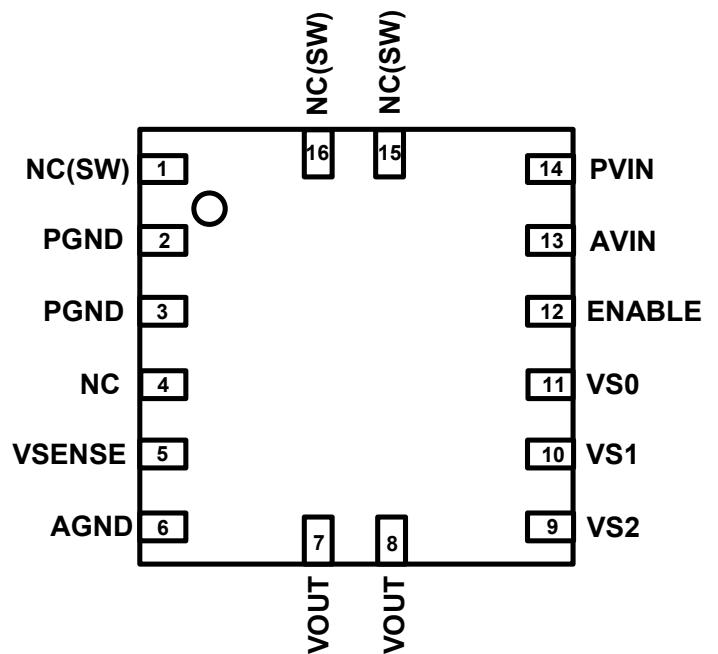 NC(SW)
NC(SW)
16
15
NC(SW)
1
14
PVIN
PGND
2
13
AVIN
PGND
3
12
ENABLE
NC
4
11
VS0
VSENSE
5
10
VS1
AGND
6
9
VS2
7
8
VOUT
VOUT